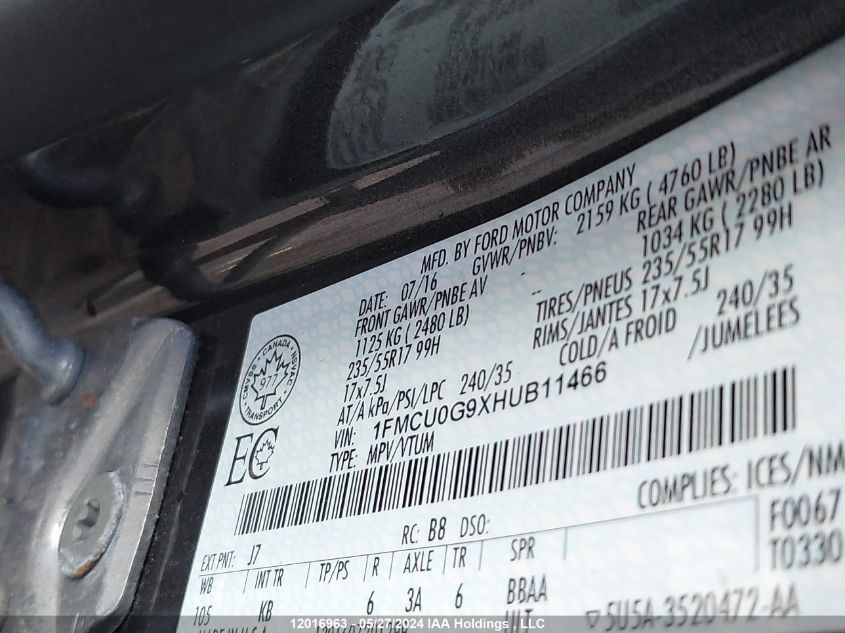 MFD. BY FORD MOTOR COMPANY
DATE: 07/16 GVWR/PNBV: 2159 KG ( 4760 LB)
FRONT GAWR/PNBE AV REAR GAWR/PNBE AR
1125 KG ( 2480 LB) 1034 KG ( 2280 LB)
235/55R17 99H TIRES/PNEUS 235/55R17 99H
17x7.5J RIMS/JANTES 17x7.5J
AT/A kPa/PSI/LPC 240/35 COLD/A FROID 240/35
VIN: 1FMCU0G9XHUB11466 /JUMELEES
TYPE: MPV/VTUM
CANADA
977
EC
COMPLIES: ICES/NM
F0067
T0330
EXT PNT: J7 RC: B8 DSO:
WB INT TR TP/PS R AXLE TR SPR
105 KB 6 3A 6 BBAA
5U5A-3520472-AA
12016963 - 05/27/2024 IAA Holdings , LLC